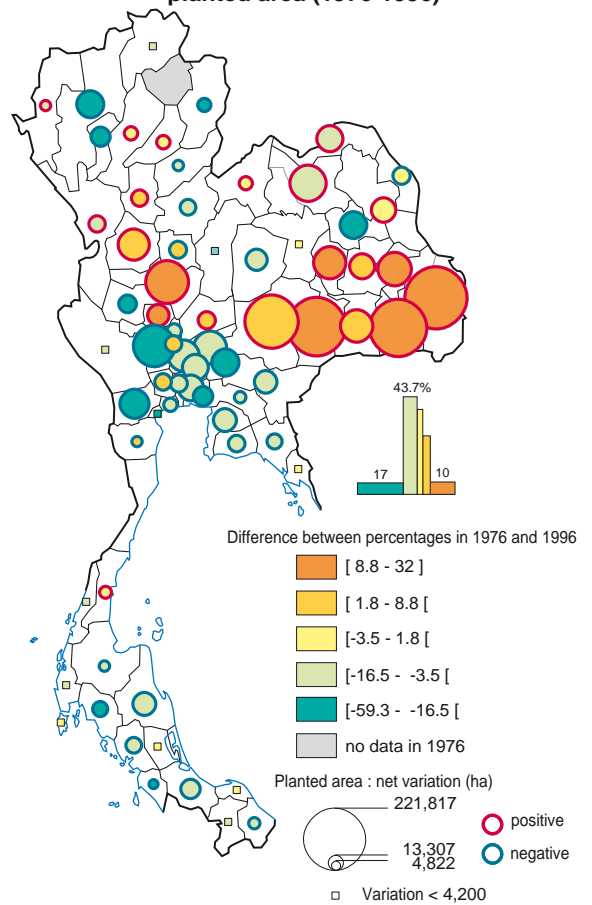 planted area (1976-1996)
43.7%
17
10
Difference between percentages in 1976 and 1996
[ 8.8 - 32 ]
[ 1.8 - 8.8 [
[-3.5 - 1.8 [
[-16.5 - -3.5 [
[-59.3 - -16.5 [
no data in 1976
Planted area : net variation (ha)
221,817
13,307
4,822
positive
negative
Variation < 4,200